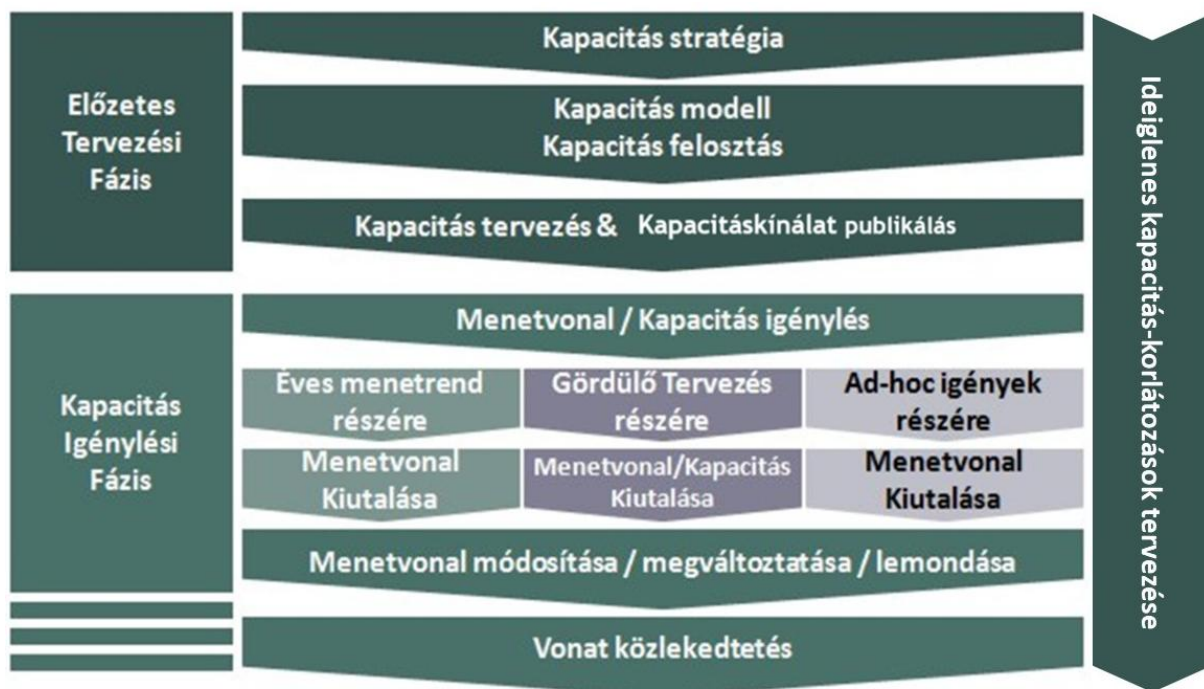 Előzetes
Tervezési
Fázis
Kapacitás stratégia
Kapacitás modell
Kapacitás felosztás
Kapacitás tervezés & Kapacitáskínálat publikálás
Kapacitás
Igénylési
Fázis
Menetvonal / Kapacitás igénylés
Éves menetrend
részére
Gördülő Tervezés
részére
Ad-hoc igények
részére
Menetvonal
Kiutalása
Menetvonal/Kapacitás
Kiutalása
Menetvonal
Kiutalása
Menetvonal módosítása / megváltoztatása / lemondása
Vonat közlekedtetés
Ideiglenes kapacitás-korlátozások tervezése